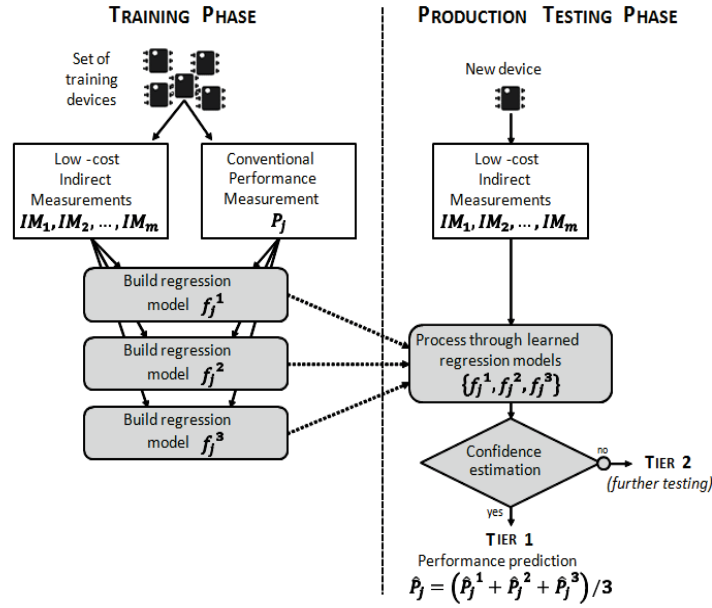 TRAINING PHASE
Set of
training
devices
Low -cost
Indirect
Measurements
IM₁, IM₂, ... , IMₘ
Conventional
Performance
Measurement
Pⱼ
Build regression
model fⱼ¹
Build regression
model fⱼ²
Build regression
model fⱼ³
PRODUCTION TESTING PHASE
New device
Low -cost
Indirect
Measurements
IM₁, IM₂, ... , IMₘ
Process through learned
regression models
{fⱼ¹, fⱼ², fⱼ³}
Confidence
estimation
no
TIER 2
(further testing)
yes
TIER 1
Performance prediction
P̂ⱼ = (P̂ⱼ¹ + P̂ⱼ² + P̂ⱼ³)/3